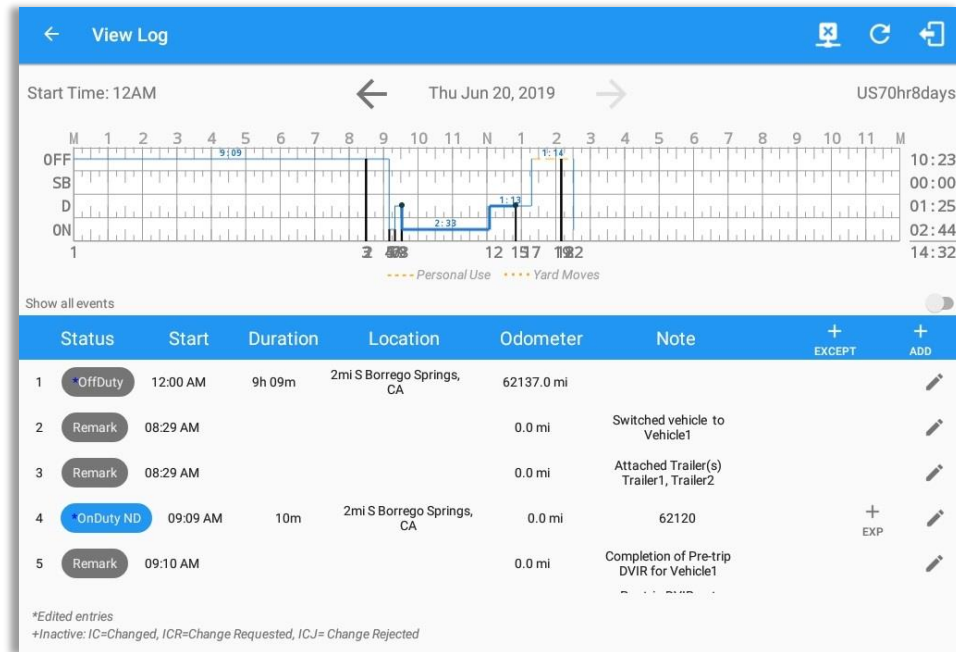 View Log
Start Time: 12AM
Thu Jun 20, 2019
US70hr8days
M 1 2 3 4 5 6 7 8 9 10 11 N 1 2 3 4 5 6 7 8 9 10 11 M
OFF 9:09 1:14 10:23
SB 00:00
D 1:13 01:25
ON 2:33 02:44
1 12 17 14:32
Personal Use Yard Moves
Show all events
Status Start Duration Location Odometer Note + EXCEPT + ADD
1 *OffDuty 12:00 AM 9h 09m 2mi S Borrego Springs, CA 62137.0 mi
2 Remark 08:29 AM 0.0 mi Switched vehicle to Vehicle1
3 Remark 08:29 AM 0.0 mi Attached Trailer(s) Trailer1, Trailer2
4 *OnDuty ND 09:09 AM 10m 2mi S Borrego Springs, CA 0.0 mi 62120 + EXP
5 Remark 09:10 AM 0.0 mi Completion of Pre-trip DVIR for Vehicle1
*Edited entries
+Inactive: IC=Changed, ICR=Change Requested, ICJ= Change Rejected